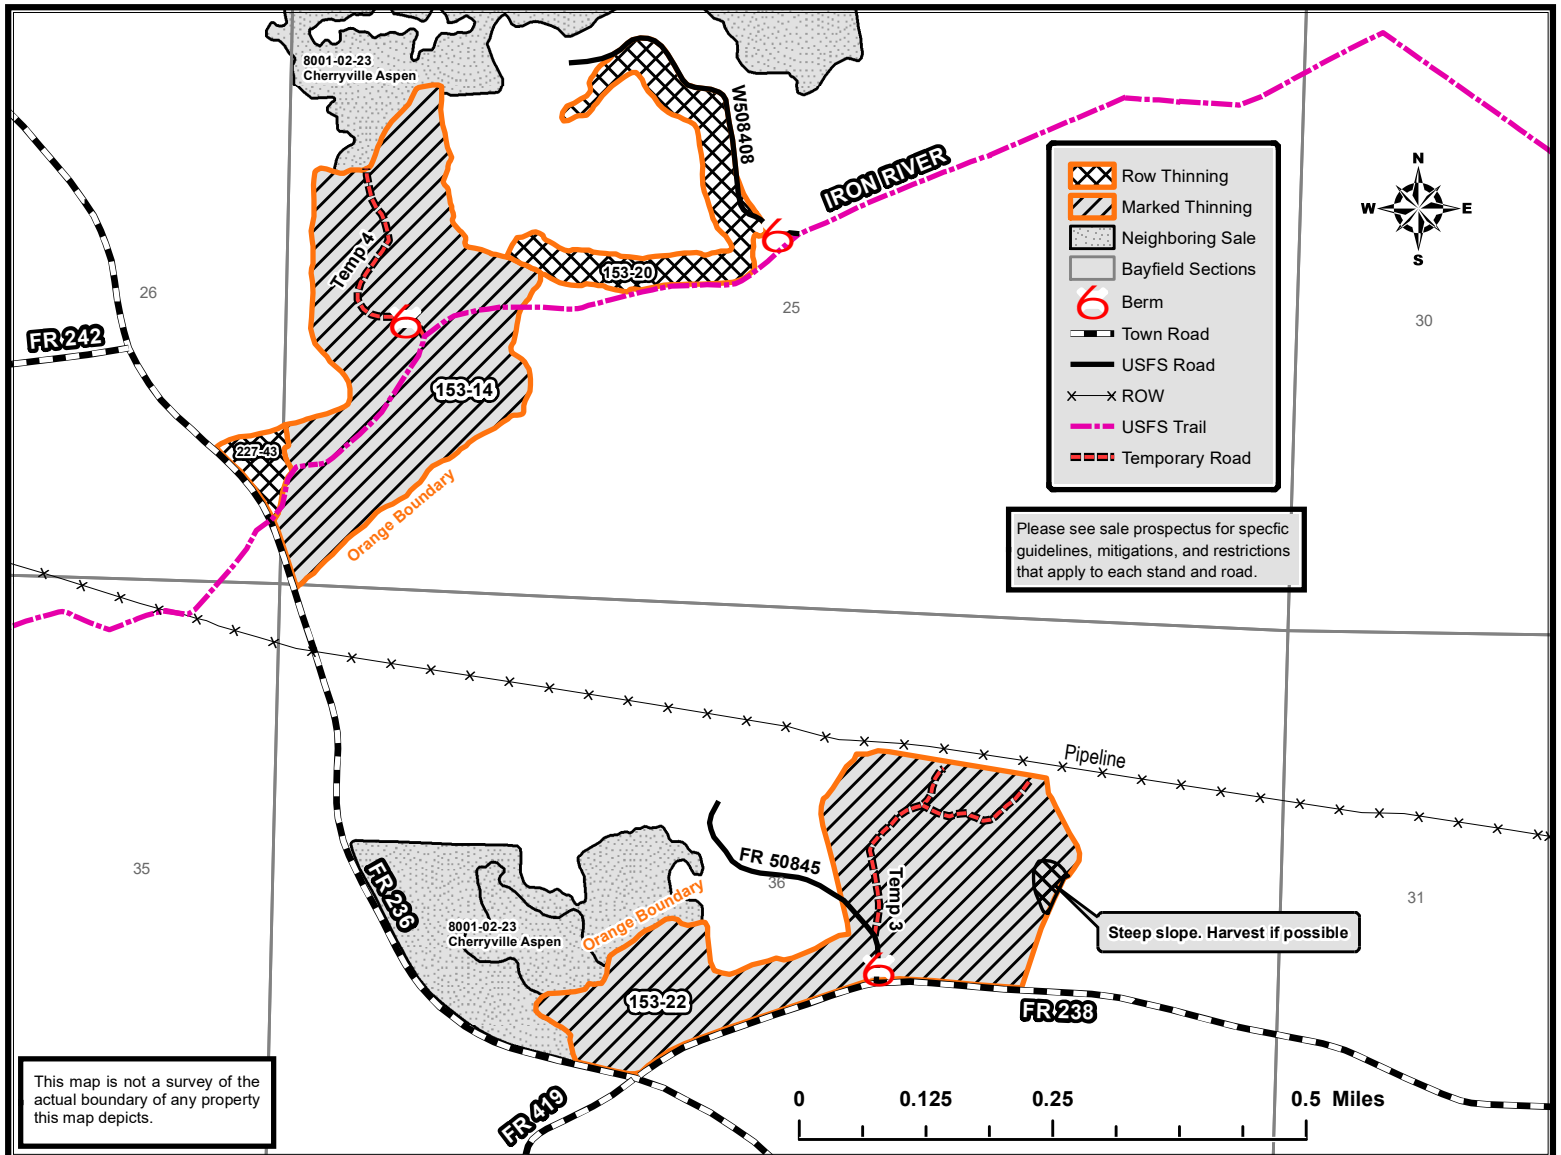 8001-02-23
Cherryville Aspen
W508408
IRON RIVER
N
W E
S
Row Thinning
Marked Thinning
Neighboring Sale
Bayfield Sections
Berm
Town Road
USFS Road
ROW
USFS Trail
Temporary Road
Temp 4
153-20
26
25
30
FR 242
153-14
227-43
Orange Boundary
Please see sale prospectus for specfic
guidelines, mitigations, and restrictions
that apply to each stand and road.
Pipeline
35
FR 236
FR 50845
36
Temp 3
31
Orange Boundary
8001-02-23
Cherryville Aspen
Steep slope. Harvest if possible
153-22
FR 238
FR 419
This map is not a survey of the
actual boundary of any property
this map depicts.
0 0.125 0.25 0.5 Miles